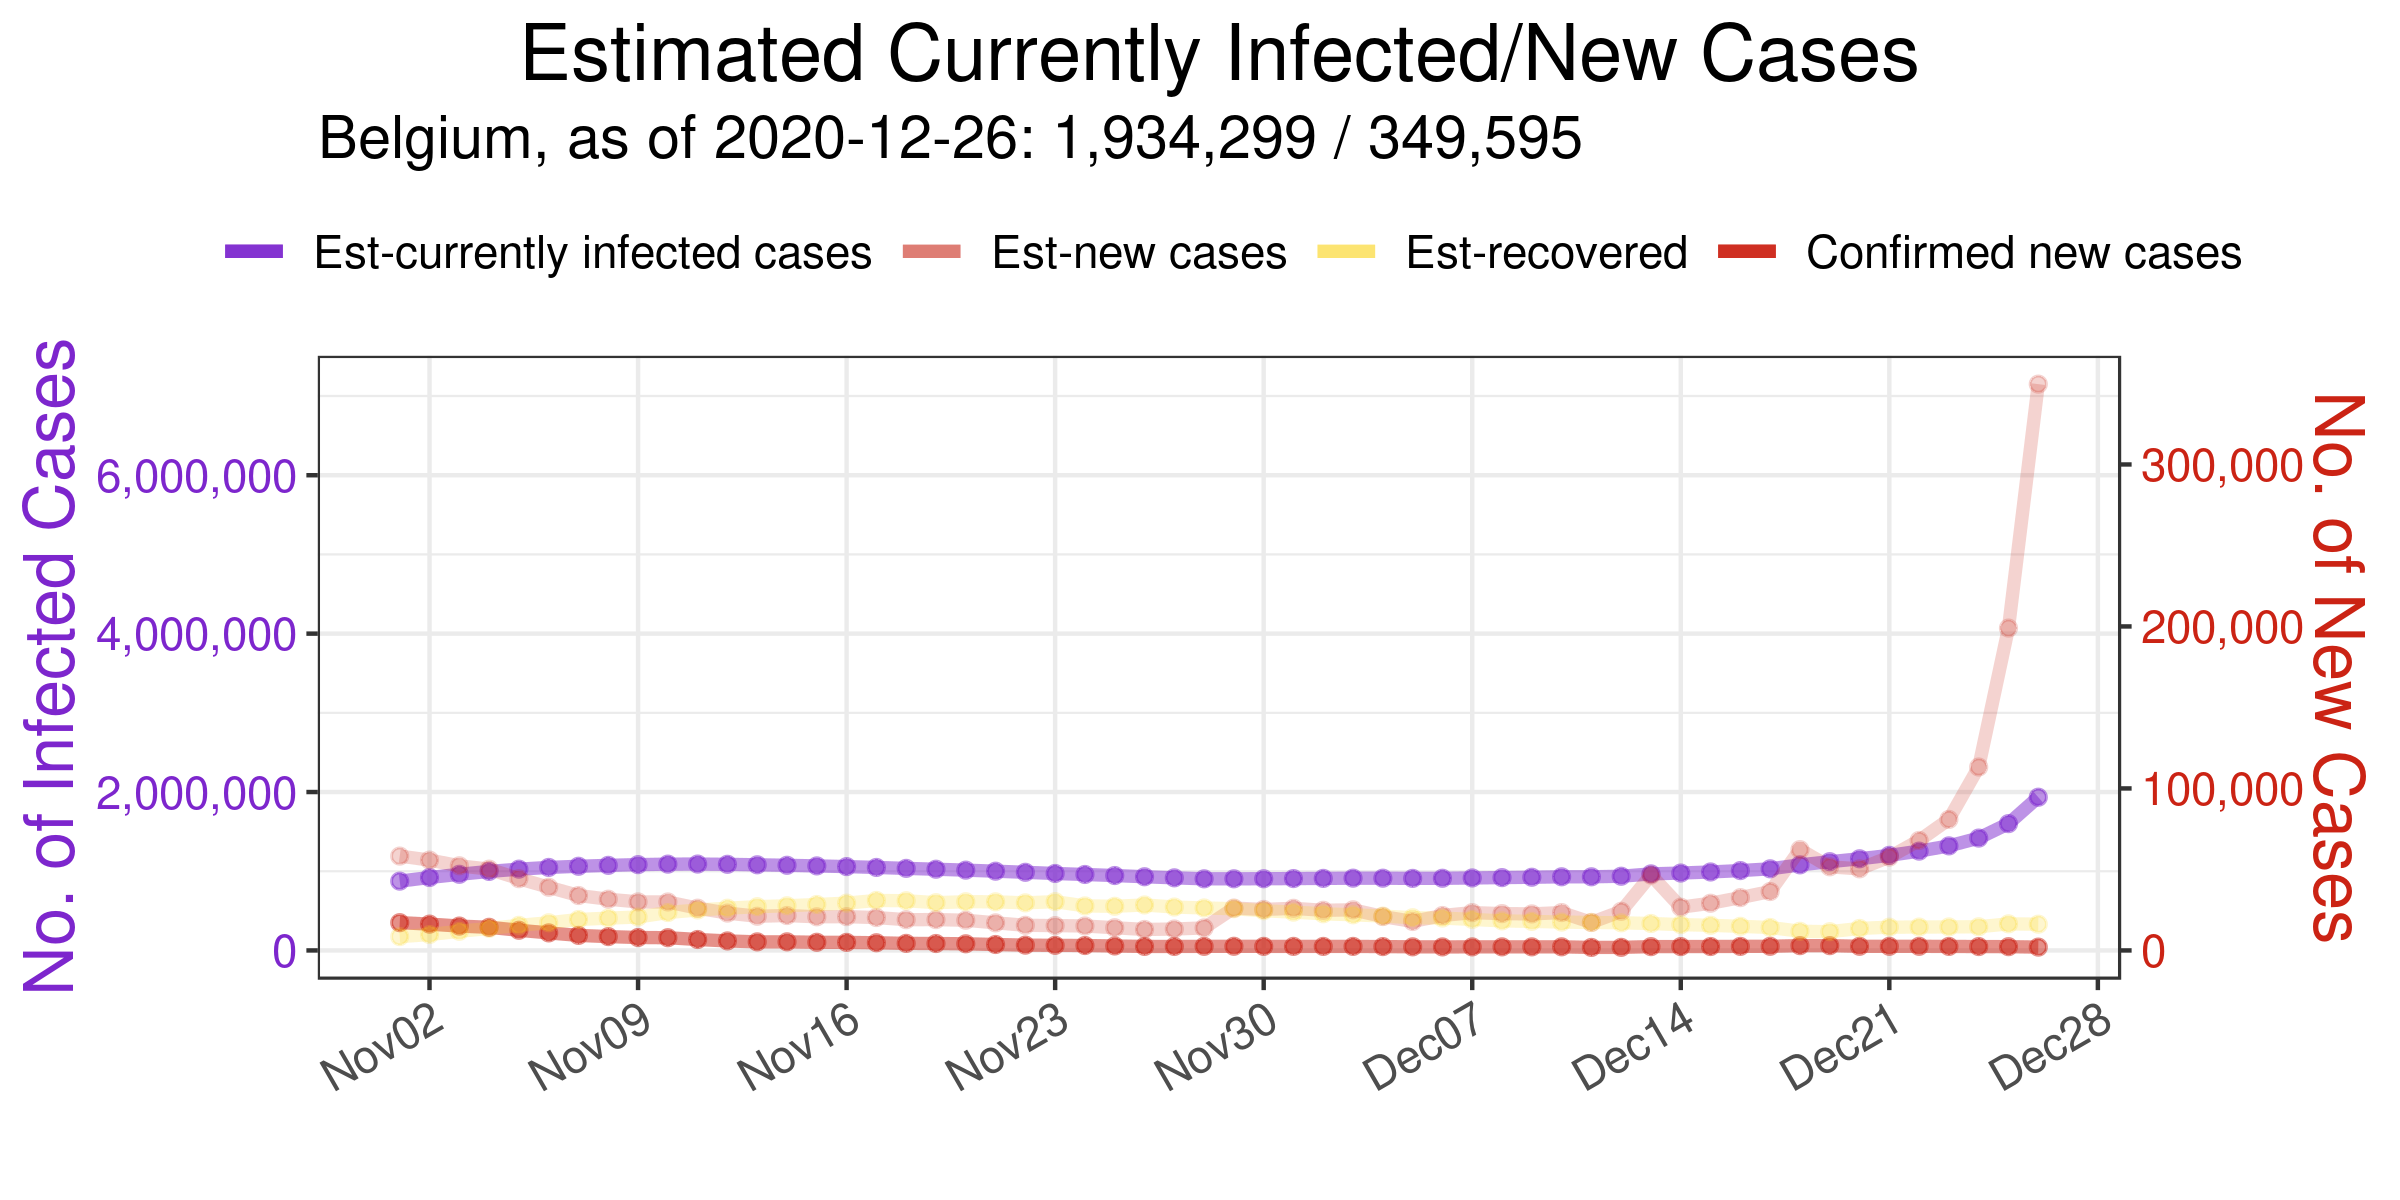 Estimated Currently Infected/New Cases
Belgium, as of 2020-12-26: 1,934,299 / 349,595
Est-currently infected cases Est-new cases Est-recovered Confirmed new cases
No. of Infected Cases
6,000,000
4,000,000
2,000,000
0
300,000
200,000
100,000
0
No. of New Cases
Nov02 Nov09 Nov16 Nov23 Nov30 Dec07 Dec14 Dec21 Dec28